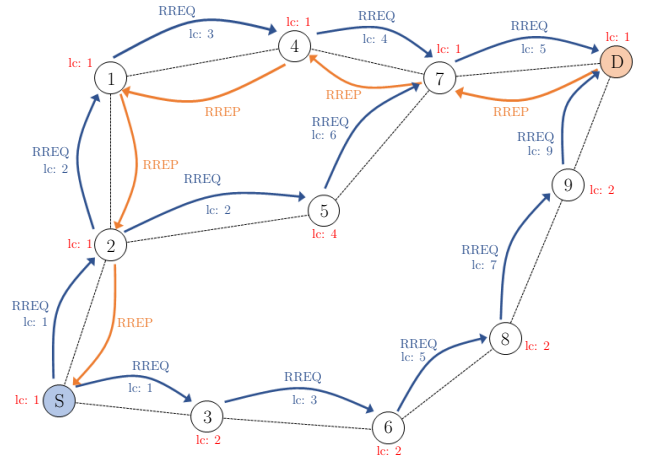 RREQ
lc: 3
lc: 1
4
RREQ
lc: 4
RREQ
lc: 5
lc: 1
D
lc: 1
1
lc: 1
7
RREP
RREP
RREP
RREQ
lc: 6
RREQ
lc: 9
RREQ
lc: 2
RREP
RREQ
lc: 2
9
lc: 2
5
lc: 4
lc: 1
2
RREQ
lc: 7
RREQ
lc: 1
RREP
RREQ
lc: 5
8
lc: 2
RREQ
lc: 1
RREQ
lc: 3
lc: 1
S
3
lc: 2
6
lc: 2